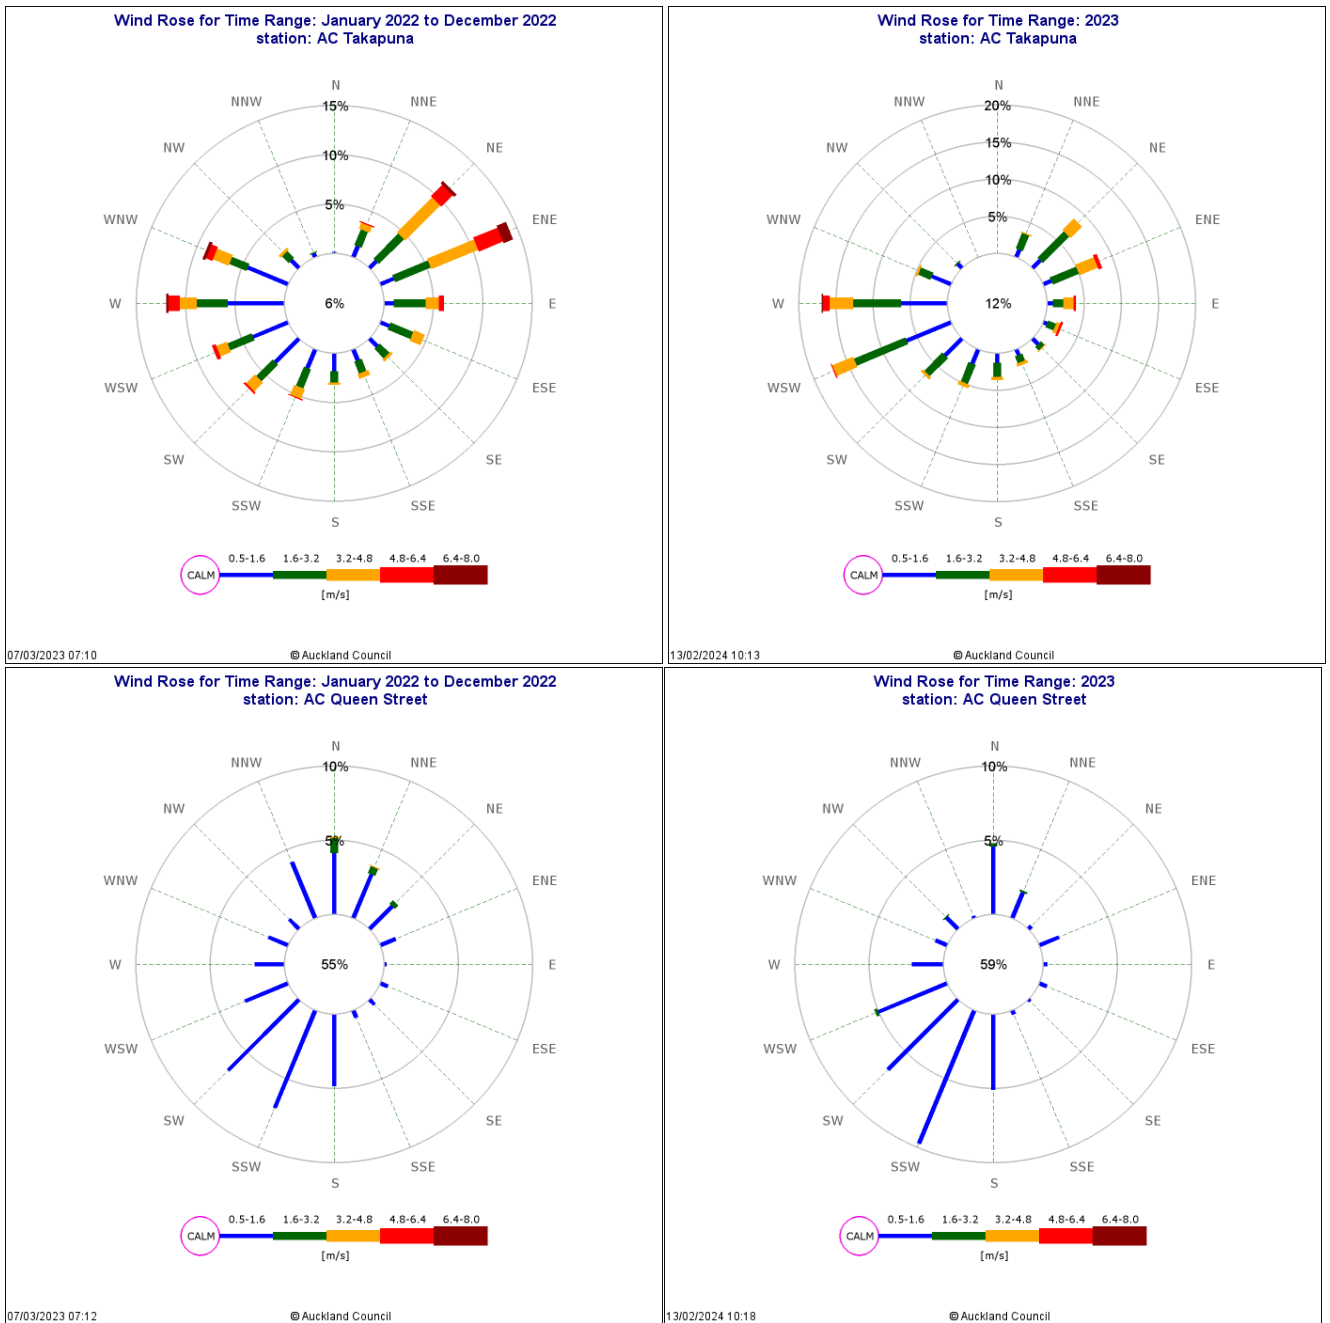 Wind Rose for Time Range: January 2022 to December 2022
station: AC Takapuna
N
NNW
NNE
15%
NW
NE
10%
5%
WNW
ENE
W
6%
E
WSW
ESE
SW
SE
SSW
SSE
S
0.5-1.6 1.6-3.2 3.2-4.8 4.8-6.4 6.4-8.0
CALM
[m/s]
07/03/2023 07:10 © Auckland Council
Wind Rose for Time Range: 2023
station: AC Takapuna
N
NNW
NNE
20%
15%
NW
NE
10%
5%
WNW
ENE
W
12%
E
WSW
ESE
SW
SE
SSW
SSE
S
0.5-1.6 1.6-3.2 3.2-4.8 4.8-6.4 6.4-8.0
CALM
[m/s]
13/02/2024 10:13 © Auckland Council
Wind Rose for Time Range: January 2022 to December 2022
station: AC Queen Street
N
NNW
NNE
10%
NW
NE
5%
WNW
ENE
W
55%
E
WSW
ESE
SW
SE
SSW
SSE
S
0.5-1.6 1.6-3.2 3.2-4.8 4.8-6.4 6.4-8.0
CALM
[m/s]
07/03/2023 07:12 © Auckland Council
Wind Rose for Time Range: 2023
station: AC Queen Street
N
NNW
NNE
10%
NW
NE
5%
WNW
ENE
W
59%
E
WSW
ESE
SW
SE
SSW
SSE
S
0.5-1.6 1.6-3.2 3.2-4.8 4.8-6.4 6.4-8.0
CALM
[m/s]
13/02/2024 10:18 © Auckland Council